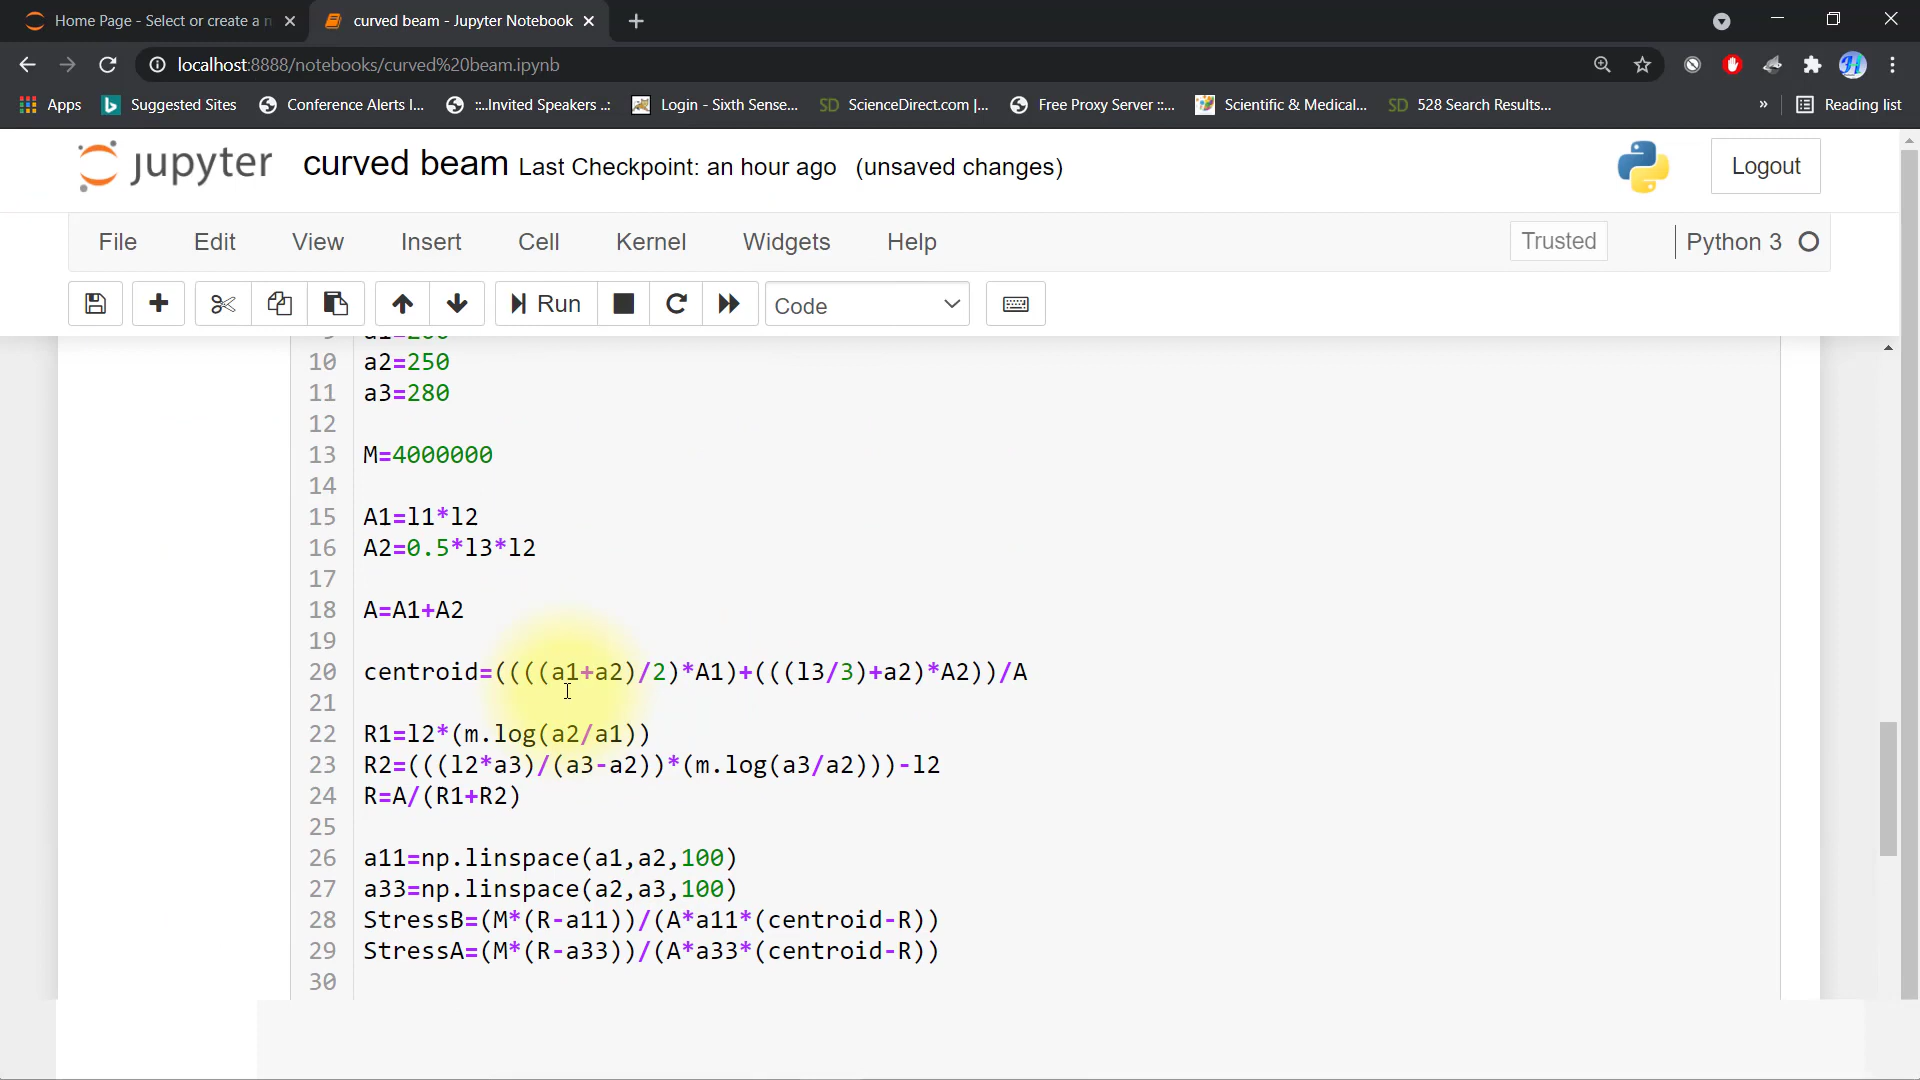 Home Page - Select or create a n
curved beam - Jupyter Notebook
localhost:8888/notebooks/curved%20beam.ipynb
Apps
Suggested Sites
Conference Alerts I...
::..Invited Speakers ..:
Login - Sixth Sense...
SD ScienceDirect.com |...
Free Proxy Server ::...
Scientific & Medical...
SD 528 Search Results...
»
Reading list
jupyter curved beam Last Checkpoint: an hour ago (unsaved changes)
Logout
File Edit View Insert Cell Kernel Widgets Help
Trusted
Python 3
Run
Code
10 a2=250
11 a3=280
12
13 M=4000000
14
15 A1=l1*l2
16 A2=0.5*l3*l2
17
18 A=A1+A2
19
20 centroid=((((a1+a2)/2)*A1)+(((l3/3)+a2)*A2))/A
21
22 R1=l2*(m.log(a2/a1))
23 R2=(((l2*a3)/(a3-a2))*(m.log(a3/a2)))-l2
24 R=A/(R1+R2)
25
26 a11=np.linspace(a1,a2,100)
27 a33=np.linspace(a2,a3,100)
28 StressB=(M*(R-a11))/(A*a11*(centroid-R))
29 StressA=(M*(R-a33))/(A*a33*(centroid-R))
30